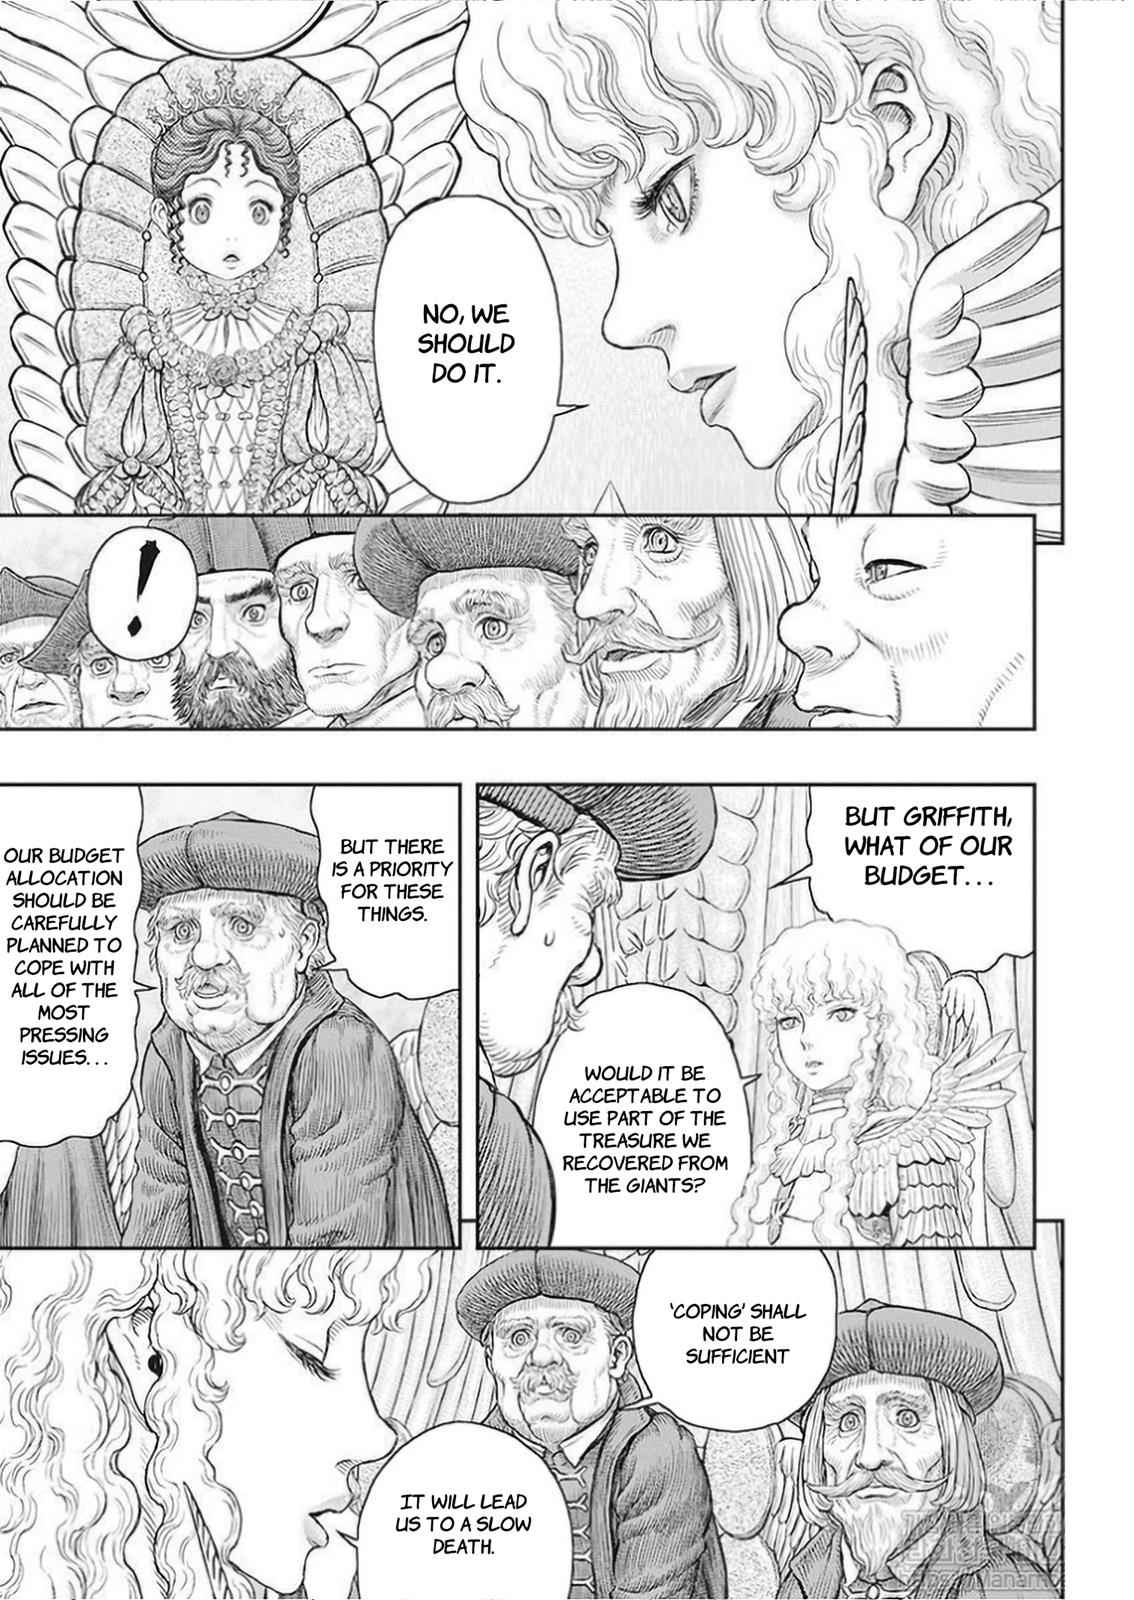 NO, WE
SHOULD
DO IT.
!
BUT GRIFFITH,
WHAT OF OUR
BUDGET...
WOULD IT BE
ACCEPTABLE TO
USE PART OF THE
TREASURE WE
RECOVERED FROM
THE GIANTS?
BUT THERE
IS A PRIORITY
FOR THESE
THINGS.
OUR BUDGET
ALLOCATION
SHOULD BE
CAREFULLY
PLANNED TO
COPE WITH
ALL OF THE
MOST
PRESSING
ISSUES...
'COPING' SHALL
NOT BE
SUFFICIENT
IT WILL LEAD
US TO A SLOW
DEATH.